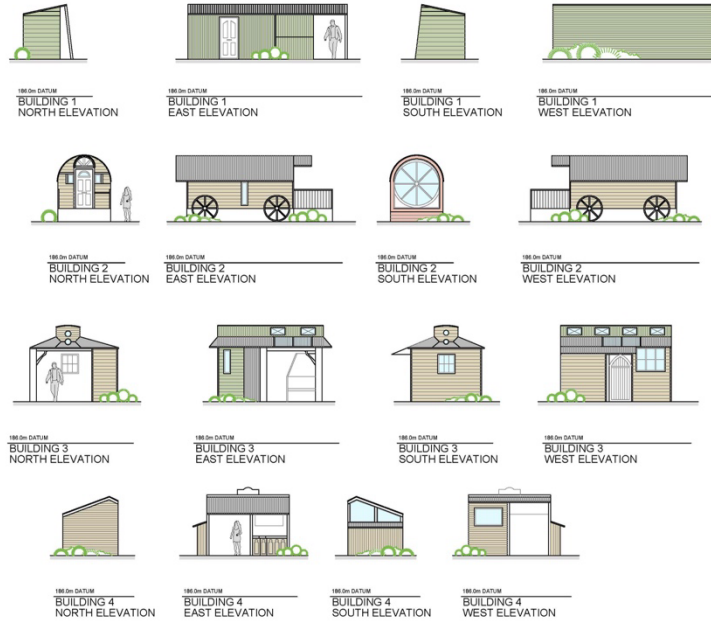 186.0m DATUM
BUILDING 1
NORTH ELEVATION
186.0m DATUM
BUILDING 1
EAST ELEVATION
186.0m DATUM
BUILDING 1
SOUTH ELEVATION
186.0m DATUM
BUILDING 1
WEST ELEVATION
186.0m DATUM
BUILDING 2
NORTH ELEVATION
186.0m DATUM
BUILDING 2
EAST ELEVATION
186.0m DATUM
BUILDING 2
SOUTH ELEVATION
186.0m DATUM
BUILDING 2
WEST ELEVATION
186.0m DATUM
BUILDING 3
NORTH ELEVATION
186.0m DATUM
BUILDING 3
EAST ELEVATION
186.0m DATUM
BUILDING 3
SOUTH ELEVATION
186.0m DATUM
BUILDING 3
WEST ELEVATION
186.0m DATUM
BUILDING 4
NORTH ELEVATION
186.0m DATUM
BUILDING 4
EAST ELEVATION
186.0m DATUM
BUILDING 4
SOUTH ELEVATION
186.0m DATUM
BUILDING 4
WEST ELEVATION